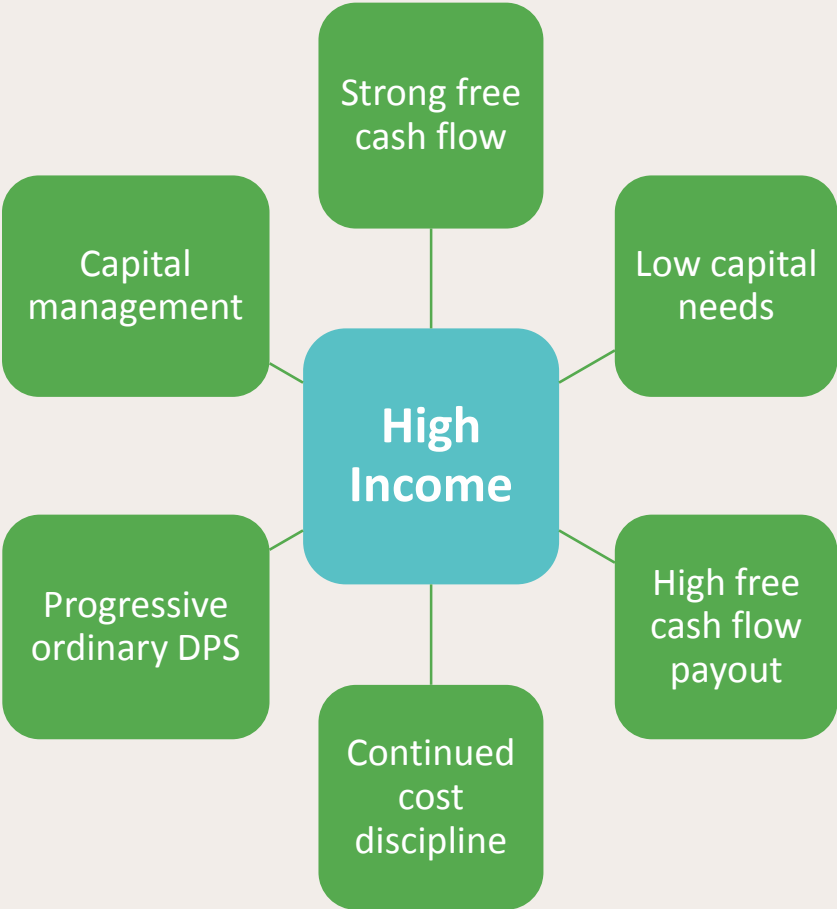 Strong free
cash flow
Capital
management
Low capital
needs
High
Income
Progressive
ordinary DPS
High free
cash flow
payout
Continued
cost
discipline